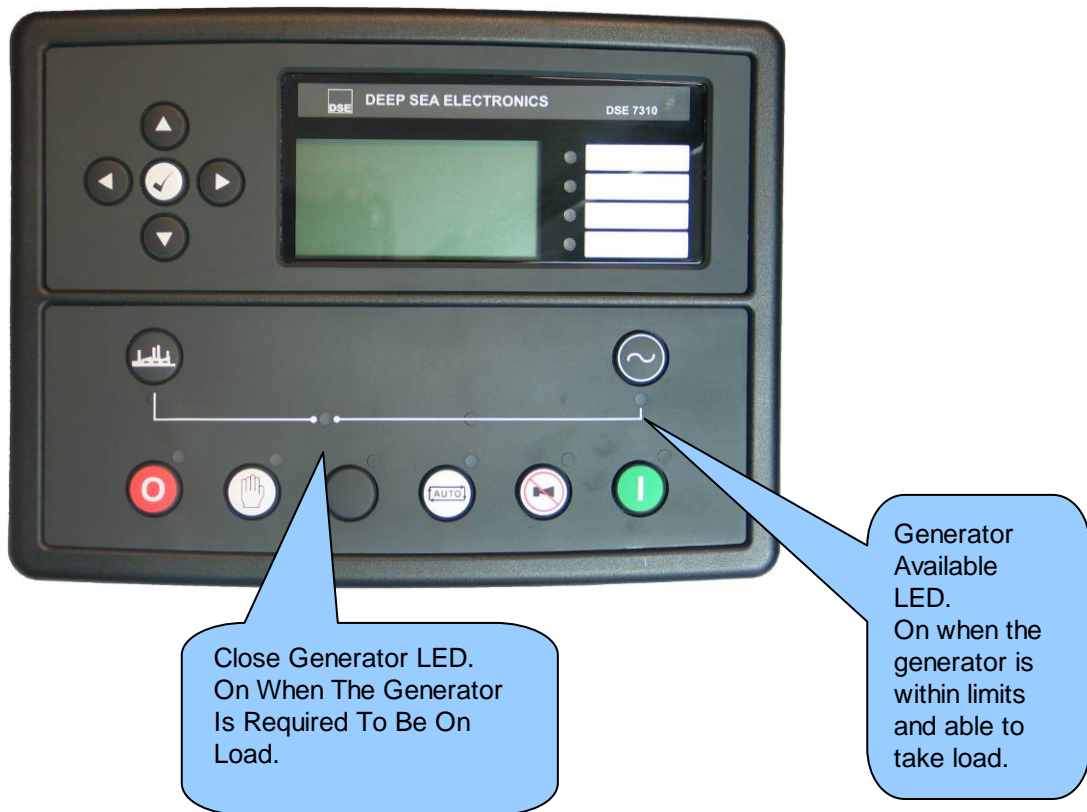 DSE DEEP SEA ELECTRONICS DSE 7310
O AUTO I
Close Generator LED.
On When The Generator
Is Required To Be On
Load.
Generator
Available
LED.
On when the
generator is
within limits
and able to
take load.